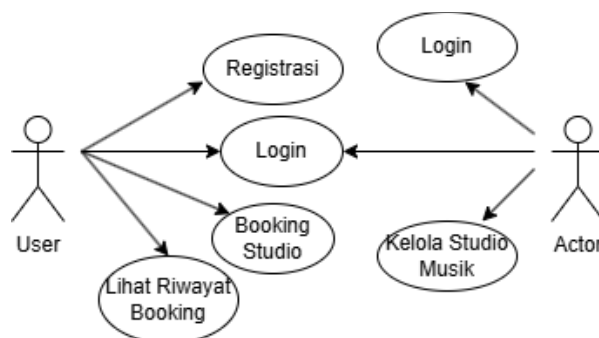 Login
Registrasi
Login
User
Booking
Studio
Kelola Studio
Musik
Actor
Lihat Riwayat
Booking